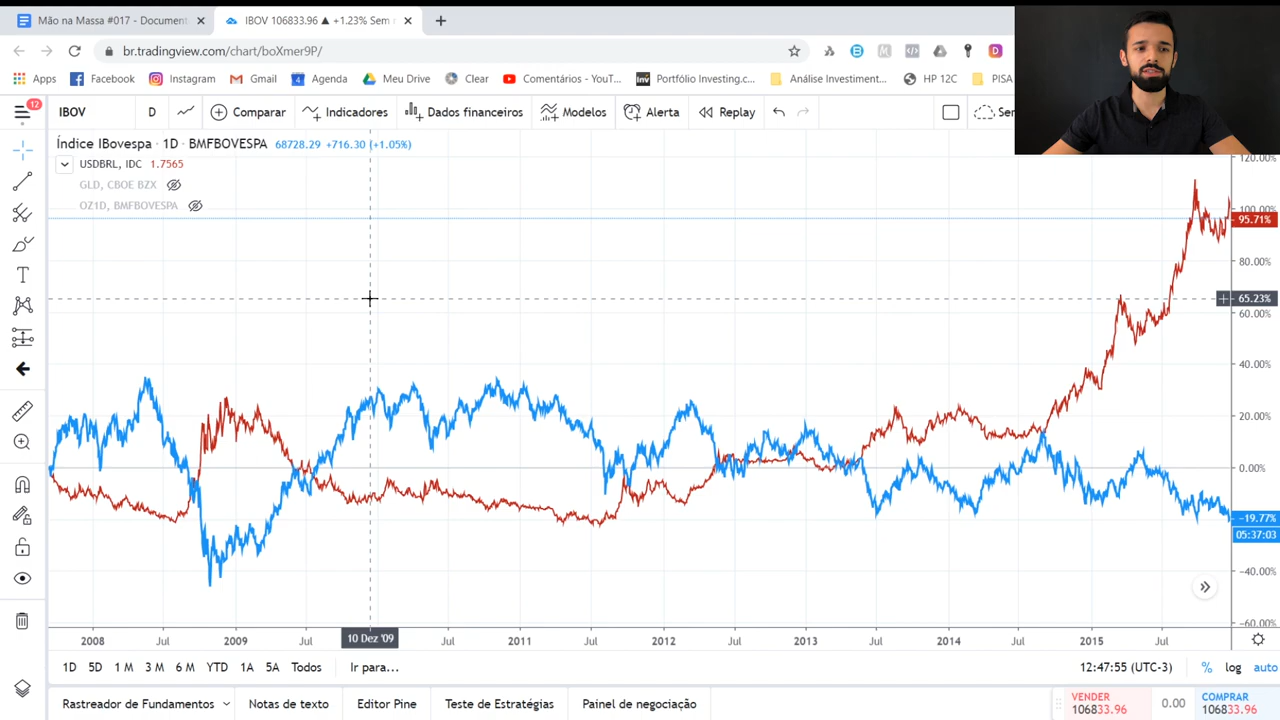 Mão na Massa #017 - Document
IBOV 106833.96 ▲ +1.23% Sem
br.tradingview.com/chart/boXmer9P/
Apps
Facebook
Instagram
Gmail
Agenda
Meu Drive
Clear
Comentários - YouT...
Portfólio Investing.c...
Análise Investiment...
HP 12C
PISA
12
IBOV
D
Comparar
Indicadores
Dados financeiros
Modelos
Alerta
Replay
Sem
Índice IBovespa · 1D · BMFBOVESPA 68728.29 +716.30 (+1.05%)
USDBRL, IDC 1.7565
GLD, CBOE BZX
OZ1D, BMFBOVESPA
120.00%
100.00%
95.71%
80.00%
65.23%
60.00%
40.00%
20.00%
0.00%
−19.77%
05:37:03
−40.00%
−60.00%
2008 Jul 2009 Jul 10 Dez '09 Jul 2011 Jul 2012 Jul 2013 Jul 2014 Jul 2015 Jul
1D 5D 1 M 3 M 6 M YTD 1A 5A Todos Ir para... 12:47:55 (UTC-3) % log auto
Rastreador de Fundamentos Notas de texto Editor Pine Teste de Estratégias Painel de negociação
VENDER
106833.96
0.00
COMPRAR
106833.96